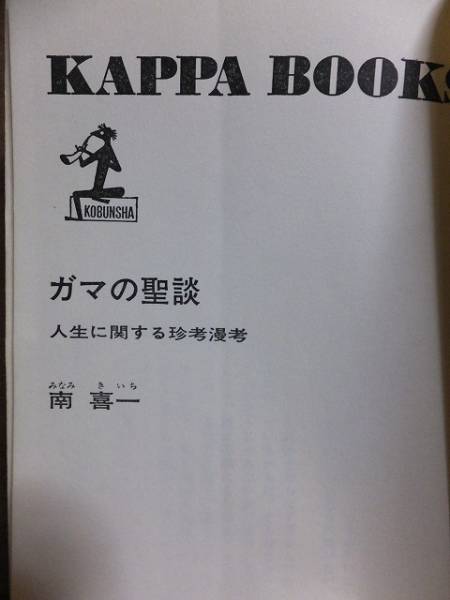 KAPPA BOOKS
KOBUNSHA
ガマの聖談
人生に関する珍考漫考
みなみ き いち
南 喜一